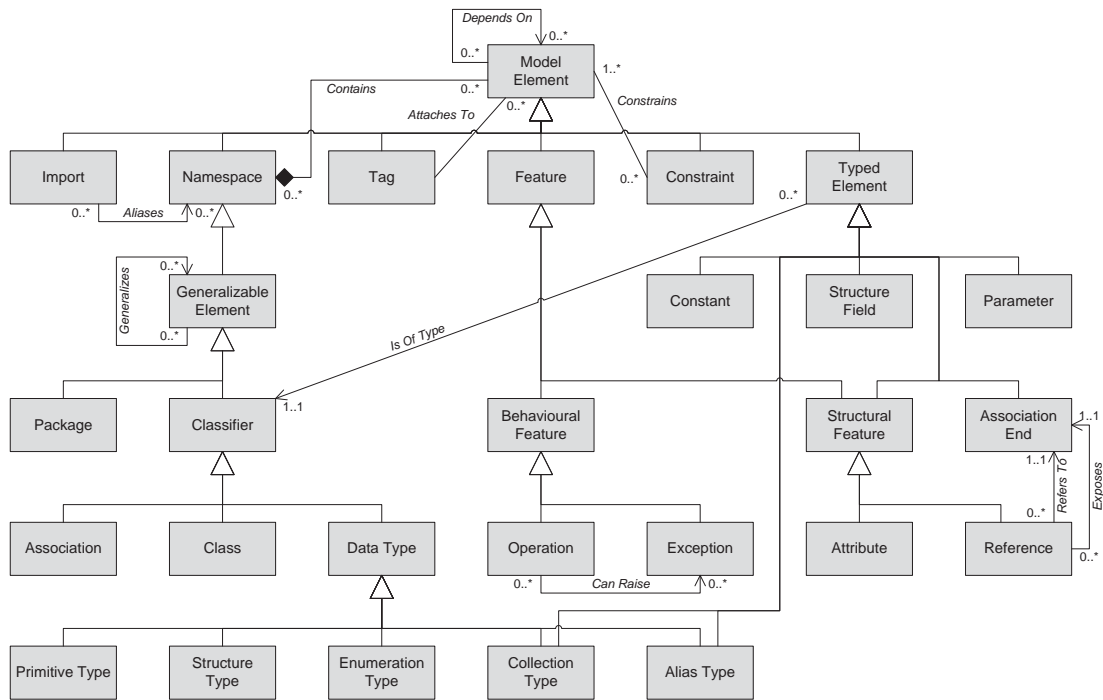 Depends On
0..*
0..*
Model
Element
1..*
0..*
Contains
0..*
Attaches To
Constrains
Import
Namespace
Tag
Feature
Constraint
Typed
Element
0..*
0..*
0..*
0..*
Aliases
0..*
0..*
Generalizes
Generalizable
Element
0..*
Constant
Structure
Field
Parameter
Is Of Type
1..1
Package
Classifier
Behavioural
Feature
Structural
Feature
Association
End
1..1
1..1
Refers To
Exposes
0..*
0..*
Association
Class
Data Type
Operation
Exception
Attribute
Reference
0..*
Can Raise
0..*
Primitive Type
Structure
Type
Enumeration
Type
Collection
Type
Alias Type